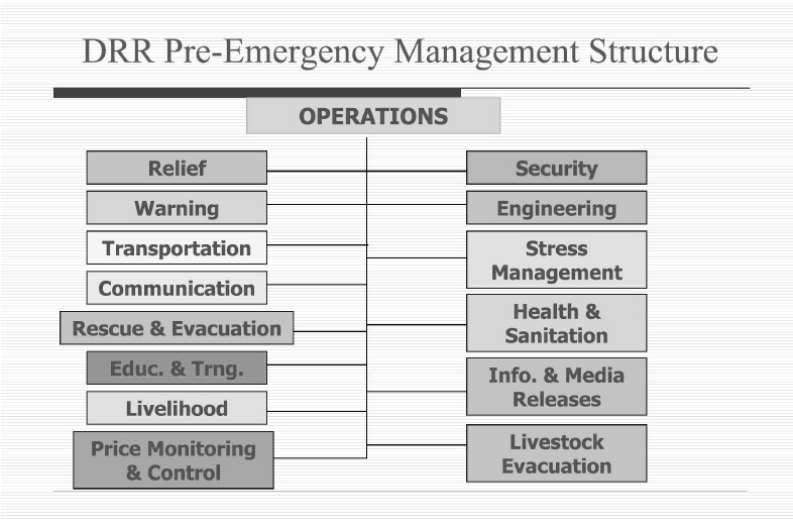 DRR Pre-Emergency Management Structure
OPERATIONS
Relief
Warning
Transportation
Communication
Rescue & Evacuation
Educ. & Trng.
Livelihood
Price Monitoring
& Control
Security
Engineering
Stress
Management
Health &
Sanitation
Info. & Media
Releases
Livestock
Evacuation